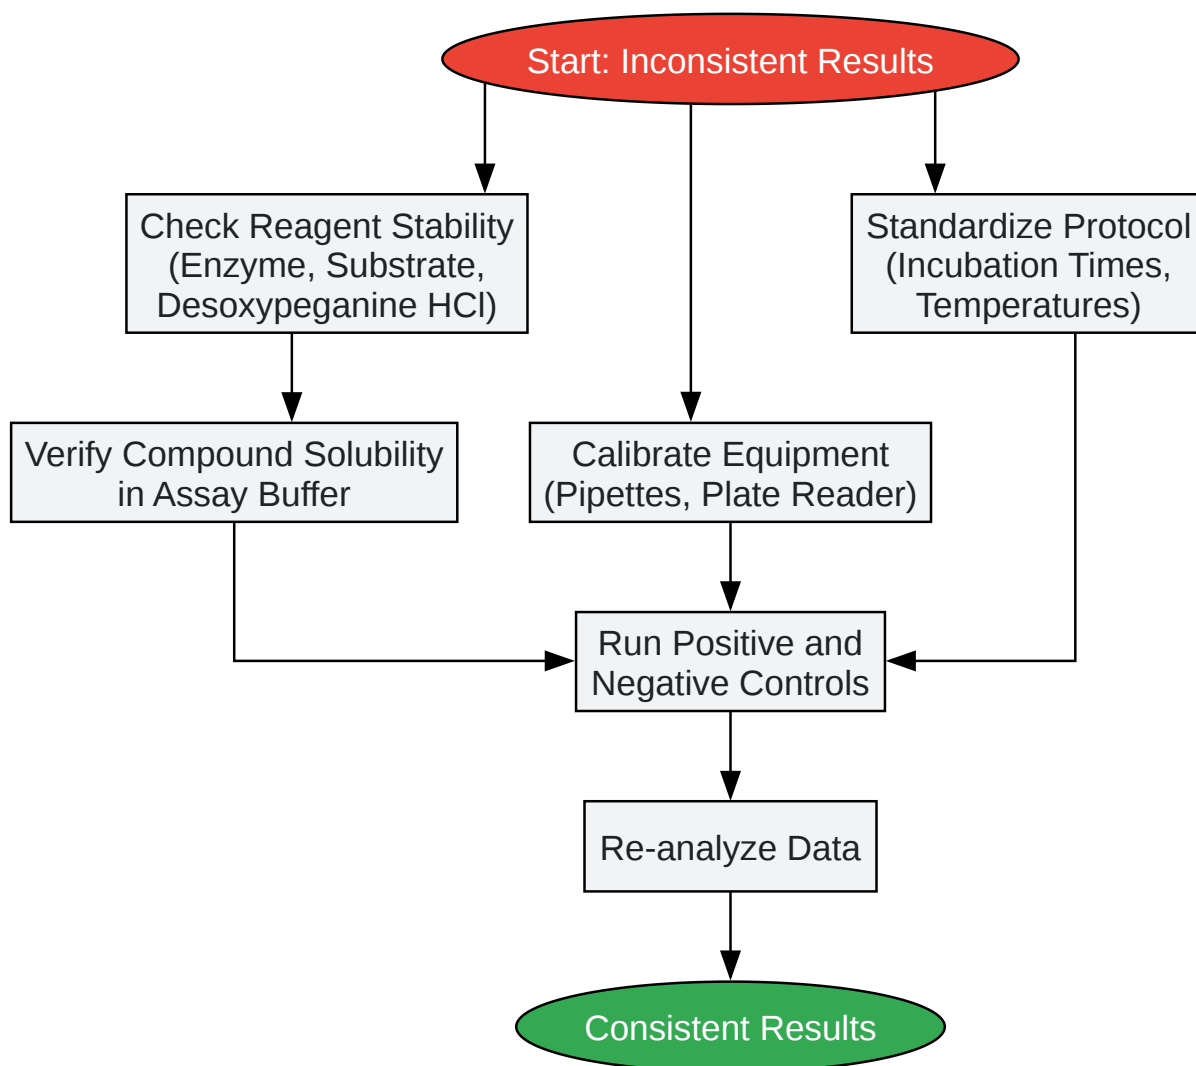 Start: Inconsistent Results
Check Reagent Stability
(Enzyme, Substrate,
Desoxypeganine HCl)
Standardize Protocol
(Incubation Times,
Temperatures)
Verify Compound Solubility
in Assay Buffer
Calibrate Equipment
(Pipettes, Plate Reader)
Run Positive and
Negative Controls
Re-analyze Data
Consistent Results